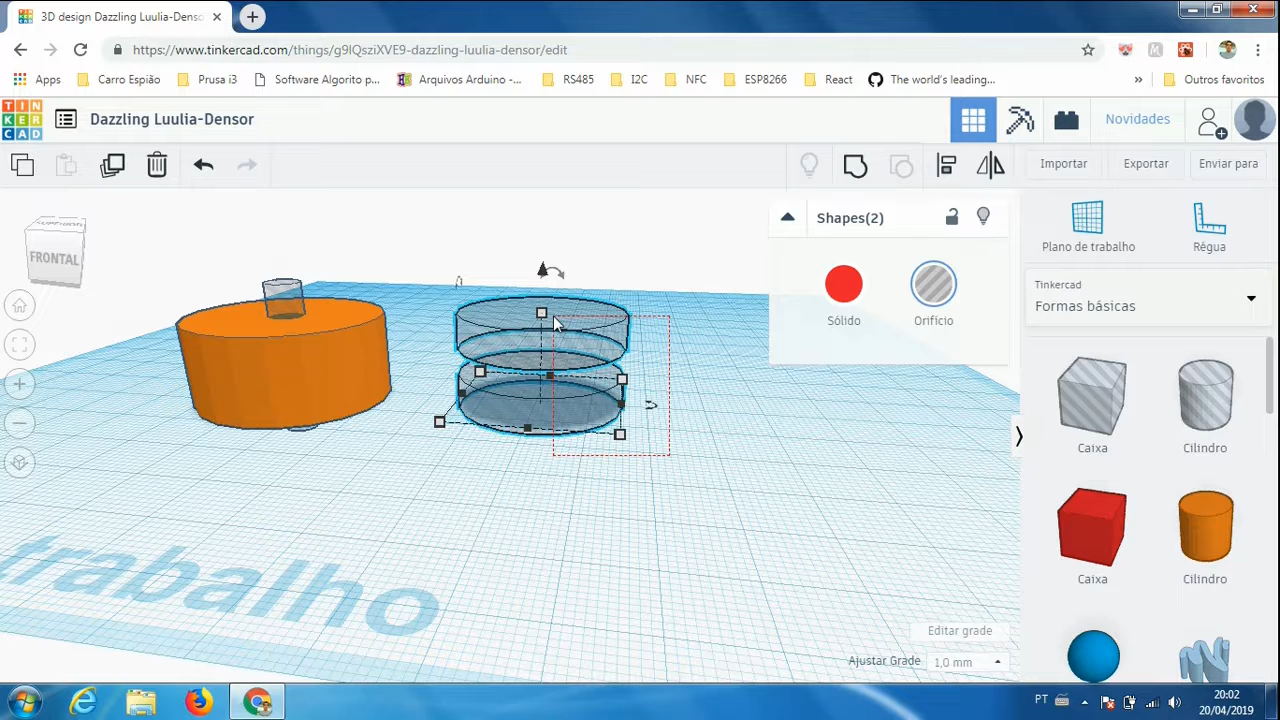 3D design Dazzling Luulia-Denso
https://www.tinkercad.com/things/g9lQsziXVE9-dazzling-luulia-densor/edit
Apps Carro Espião Prusa i3 Software Algorito p... Arquivos Arduino -... RS485 I2C NFC ESP8266 React The world's leading... » Outros favoritos
TIN
KER
CAD
Dazzling Luulia-Densor
Novidades
Importar Exportar Enviar para
Shapes(2)
Sólido Orifício
Plano de trabalho Régua
Tinkercad
Formas básicas
FRONTAL
Caixa Cilindro
Caixa Cilindro
trabalho
Editar grade
Ajustar Grade 1,0 mm
PT
20:02
20/04/2019